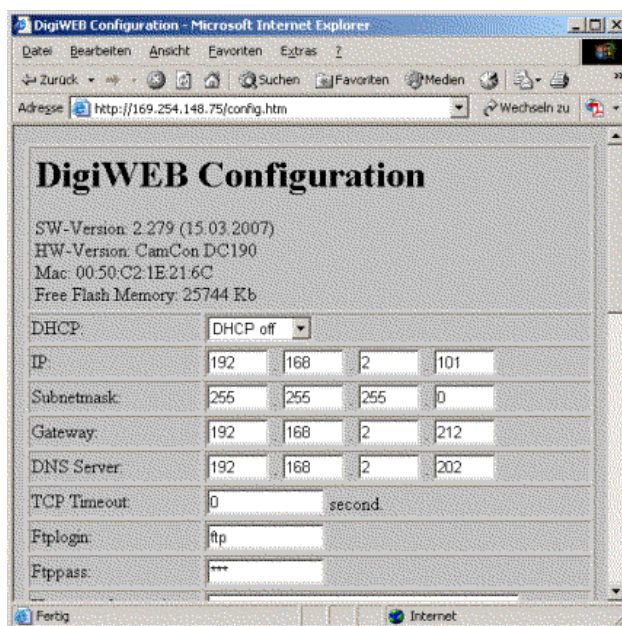 DigiWEB Configuration - Microsoft Internet Explorer
Datei Bearbeiten Ansicht Favoriten Extras ?
Zurück Suchen Favoriten Medien »
Adresse http://169.254.148.75/config.htm Wechseln zu
DigiWEB Configuration
SW-Version: 2.279 (15.03.2007)
HW-Version: CamCon DC190
Mac: 00:50:C2:1E:21:6C
Free Flash Memory: 25744 Kb
DHCP: DHCP off
IP: 192 . 168 . 2 . 101
Subnetmask: 255 . 255 . 255 . 0
Gateway: 192 . 168 . 2 . 212
DNS Server: 192 . 168 . 2 . 202
TCP Timeout: 0 second.
Ftplogin: ftp
Ftppass: ***
Fertig Internet